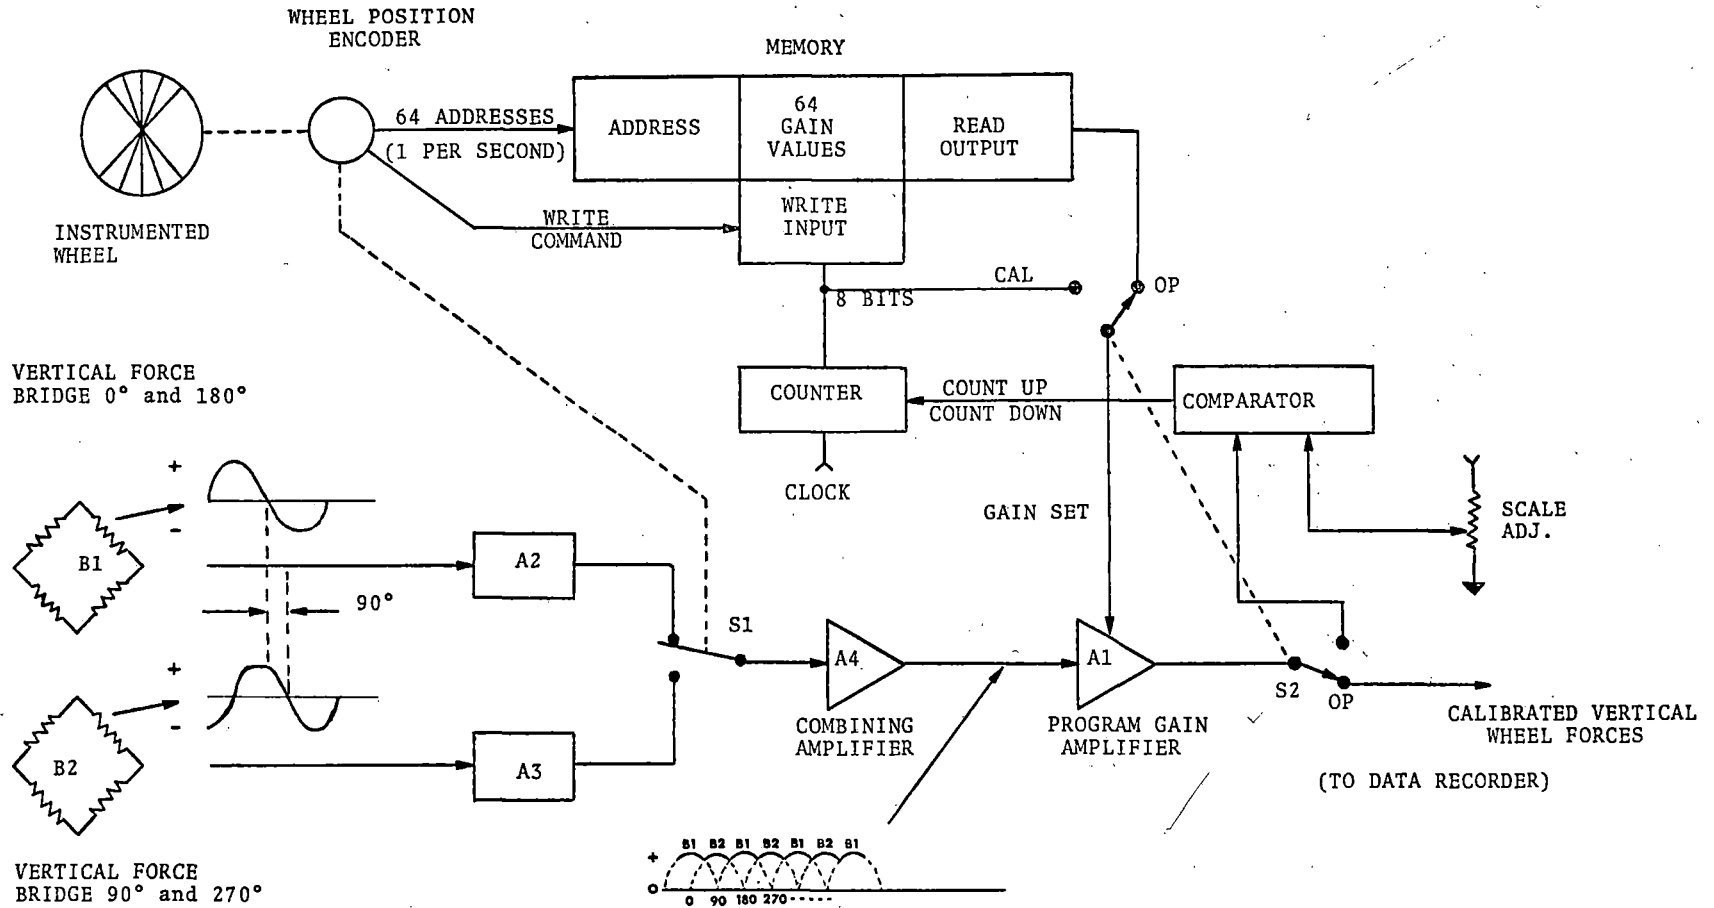 WHEEL POSITION
ENCODER
MEMORY
64 ADDRESSES
(1 PER SECOND)
ADDRESS
64
GAIN
VALUES
READ
OUTPUT
WRITE
COMMAND
WRITE
INPUT
INSTRUMENTED
WHEEL
CAL
OP
8 BITS
VERTICAL FORCE
BRIDGE 0° and 180°
COUNTER
COUNT UP
COUNT DOWN
COMPARATOR
CLOCK
GAIN SET
SCALE
ADJ.
+
-
B1
A2
90°
S1
+
-
B2
A3
A4
COMBINING
AMPLIFIER
A1
PROGRAM GAIN
AMPLIFIER
S2
OP
CALIBRATED VERTICAL
WHEEL FORCES
(TO DATA RECORDER)
VERTICAL FORCE
BRIDGE 90° and 270°
B1 B2 B1 B2 B1 B2 B1
+
0
0 90 180 270 -----